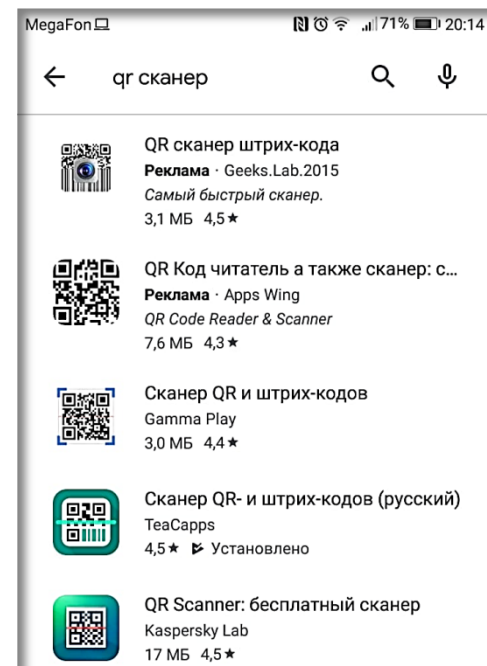 MegaFon 71% 20:14
qr сканер
QR сканер штрих-кода
Реклама · Geeks.Lab.2015
Самый быстрый сканер.
3,1 МБ 4,5★
QR Код читатель а также сканер: с...
Реклама · Apps Wing
QR Code Reader & Scanner
7,6 МБ 4,3★
Сканер QR и штрих-кодов
Gamma Play
3,0 МБ 4,4★
Сканер QR- и штрих-кодов (русский)
TeaCapps
4,5★ Установлено
QR Scanner: бесплатный сканер
Kaspersky Lab
17 МБ 4,5★